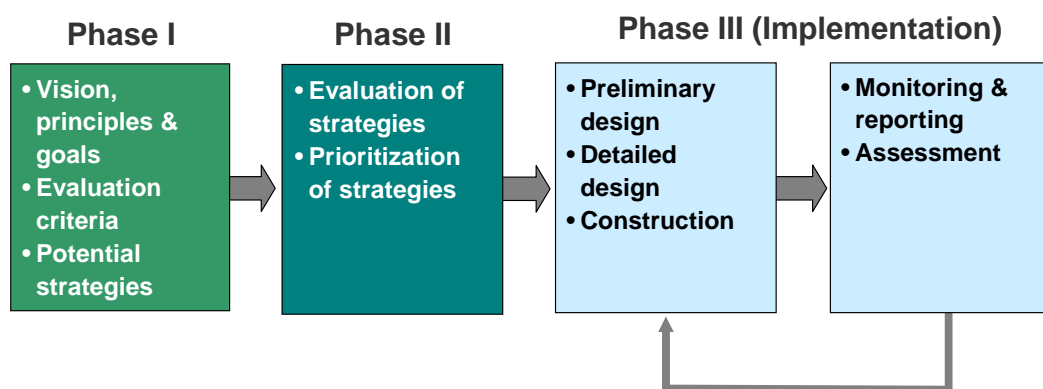 Phase I
Phase II
Phase III (Implementation)
• Vision,
principles &
goals
• Evaluation
criteria
• Potential
strategies
• Evaluation of
strategies
• Prioritization
of strategies
• Preliminary
design
• Detailed
design
• Construction
• Monitoring &
reporting
• Assessment